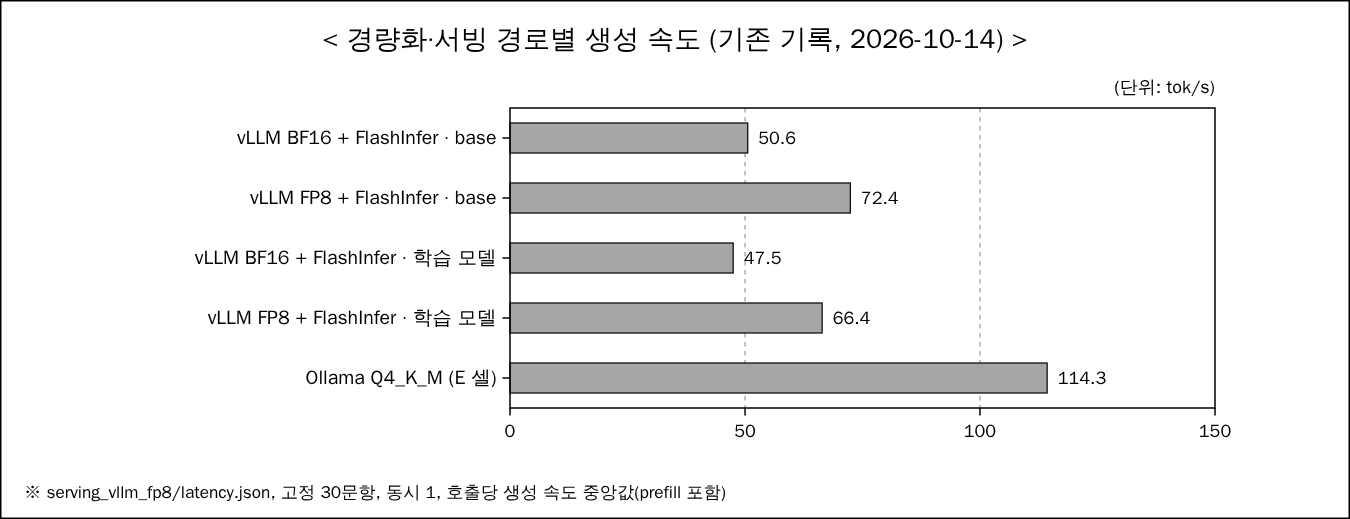 < 경량화·서빙 경로별 생성 속도 (기존 기록, 2026-10-14) >
(단위: tok/s)
vLLM BF16 + FlashInfer · base 50.6
vLLM FP8 + FlashInfer · base 72.4
vLLM BF16 + FlashInfer · 학습 모델 47.5
vLLM FP8 + FlashInfer · 학습 모델 66.4
Ollama Q4_K_M (E 셀) 114.3
0 50 100 150
※ serving_vllm_fp8/latency.json, 고정 30문항, 동시 1, 호출당 생성 속도 중앙값(prefill 포함)